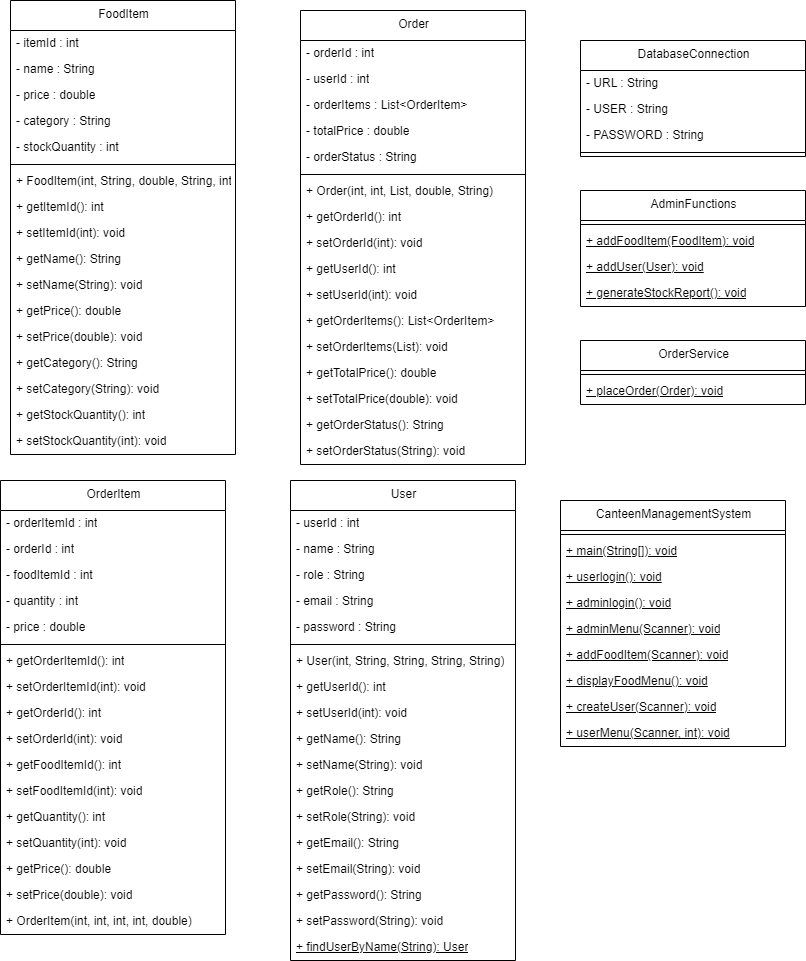 FoodItem
- itemId : int
- name : String
- price : double
- category : String
- stockQuantity : int
+ FoodItem(int, String, double, String, int
+ getItemId(): int
+ setItemId(int): void
+ getName(): String
+ setName(String): void
+ getPrice(): double
+ setPrice(double): void
+ getCategory(): String
+ setCategory(String): void
+ getStockQuantity(): int
+ setStockQuantity(int): void
Order
- orderId : int
- userId : int
- orderItems : List<OrderItem>
- totalPrice : double
- orderStatus : String
+ Order(int, int, List, double, String)
+ getOrderId(): int
+ setOrderId(int): void
+ getUserId(): int
+ setUserId(int): void
+ getOrderItems(): List<OrderItem>
+ setOrderItems(List): void
+ getTotalPrice(): double
+ setTotalPrice(double): void
+ getOrderStatus(): String
+ setOrderStatus(String): void
DatabaseConnection
- URL : String
- USER : String
- PASSWORD : String
AdminFunctions
+ addFoodItem(FoodItem): void
+ addUser(User): void
+ generateStockReport(): void
OrderService
+ placeOrder(Order): void
OrderItem
- orderItemId : int
- orderId : int
- foodItemId : int
- quantity : int
- price : double
+ getOrderItemId(): int
+ setOrderItemId(int): void
+ getOrderId(): int
+ setOrderId(int): void
+ getFoodItemId(): int
+ setFoodItemId(int): void
+ getQuantity(): int
+ setQuantity(int): void
+ getPrice(): double
+ setPrice(double): void
+ OrderItem(int, int, int, int, double)
User
- userId : int
- name : String
- role : String
- email : String
- password : String
+ User(int, String, String, String, String)
+ getUserId(): int
+ setUserId(int): void
+ getName(): String
+ setName(String): void
+ getRole(): String
+ setRole(String): void
+ getEmail(): String
+ setEmail(String): void
+ getPassword(): String
+ setPassword(String): void
+ findUserByName(String): User
CanteenManagementSystem
+ main(String[]): void
+ userlogin(): void
+ adminlogin(): void
+ adminMenu(Scanner): void
+ addFoodItem(Scanner): void
+ displayFoodMenu(): void
+ createUser(Scanner): void
+ userMenu(Scanner, int): void